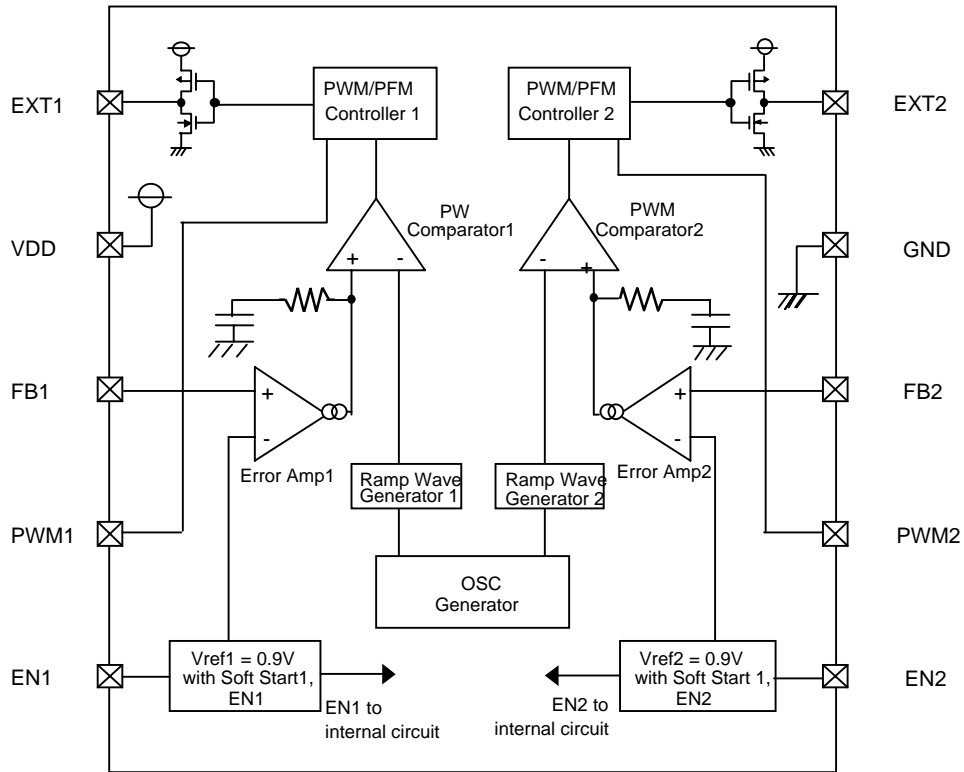 EXT1
PWM/PFM
Controller 1
PWM/PFM
Controller 2
EXT2
VDD
PW
Comparator1
PWM
Comparator2
GND
+
-
-
+
FB1
+
-
Error Amp1
FB2
+
-
Error Amp2
Ramp Wave
Generator 1
Ramp Wave
Generator 2
PWM1
PWM2
OSC
Generator
EN1
Vref1 = 0.9V
with Soft Start1,
EN1
EN1 to
internal circuit
EN2 to
internal circuit
Vref2 = 0.9V
with Soft Start 1,
EN2
EN2